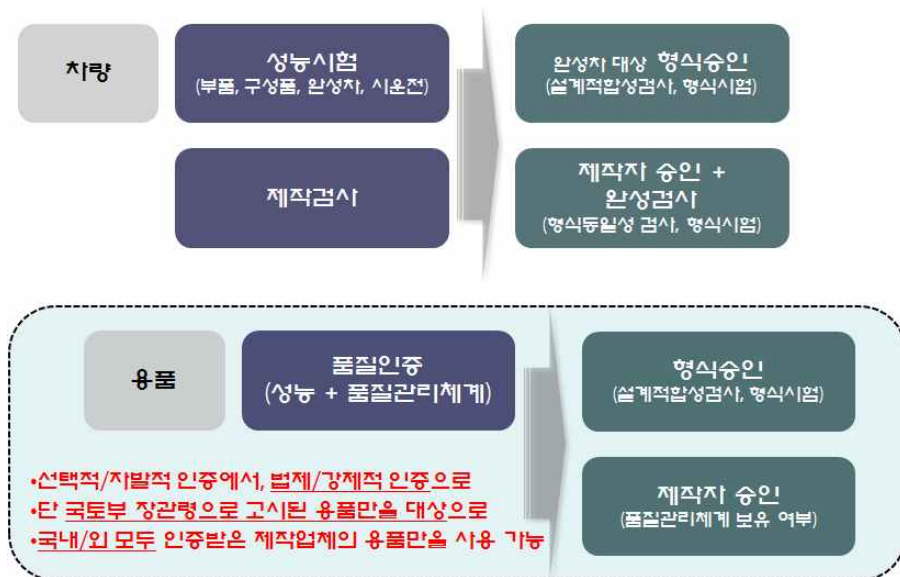 차량
성능시험
(부품, 구성품, 완성차, 시운전)
완성차 대상 형식승인
(설계적합성검사, 형식시험)
제작검사
제작자 승인 +
완성검사
(형식동일성 검사, 형식시험)
용품
품질인증
(성능 + 품질관리체계)
형식승인
(설계적합성검사, 형식시험)
•선택적/자발적 인증에서, 법제/강제적 인증으로
•단 국토부 장관령으로 고시된 용품만을 대상으로
•국내/외 모두 인증받은 제작업체의 용품만을 사용 가능
제작자 승인
(품질관리체계 보유 여부)